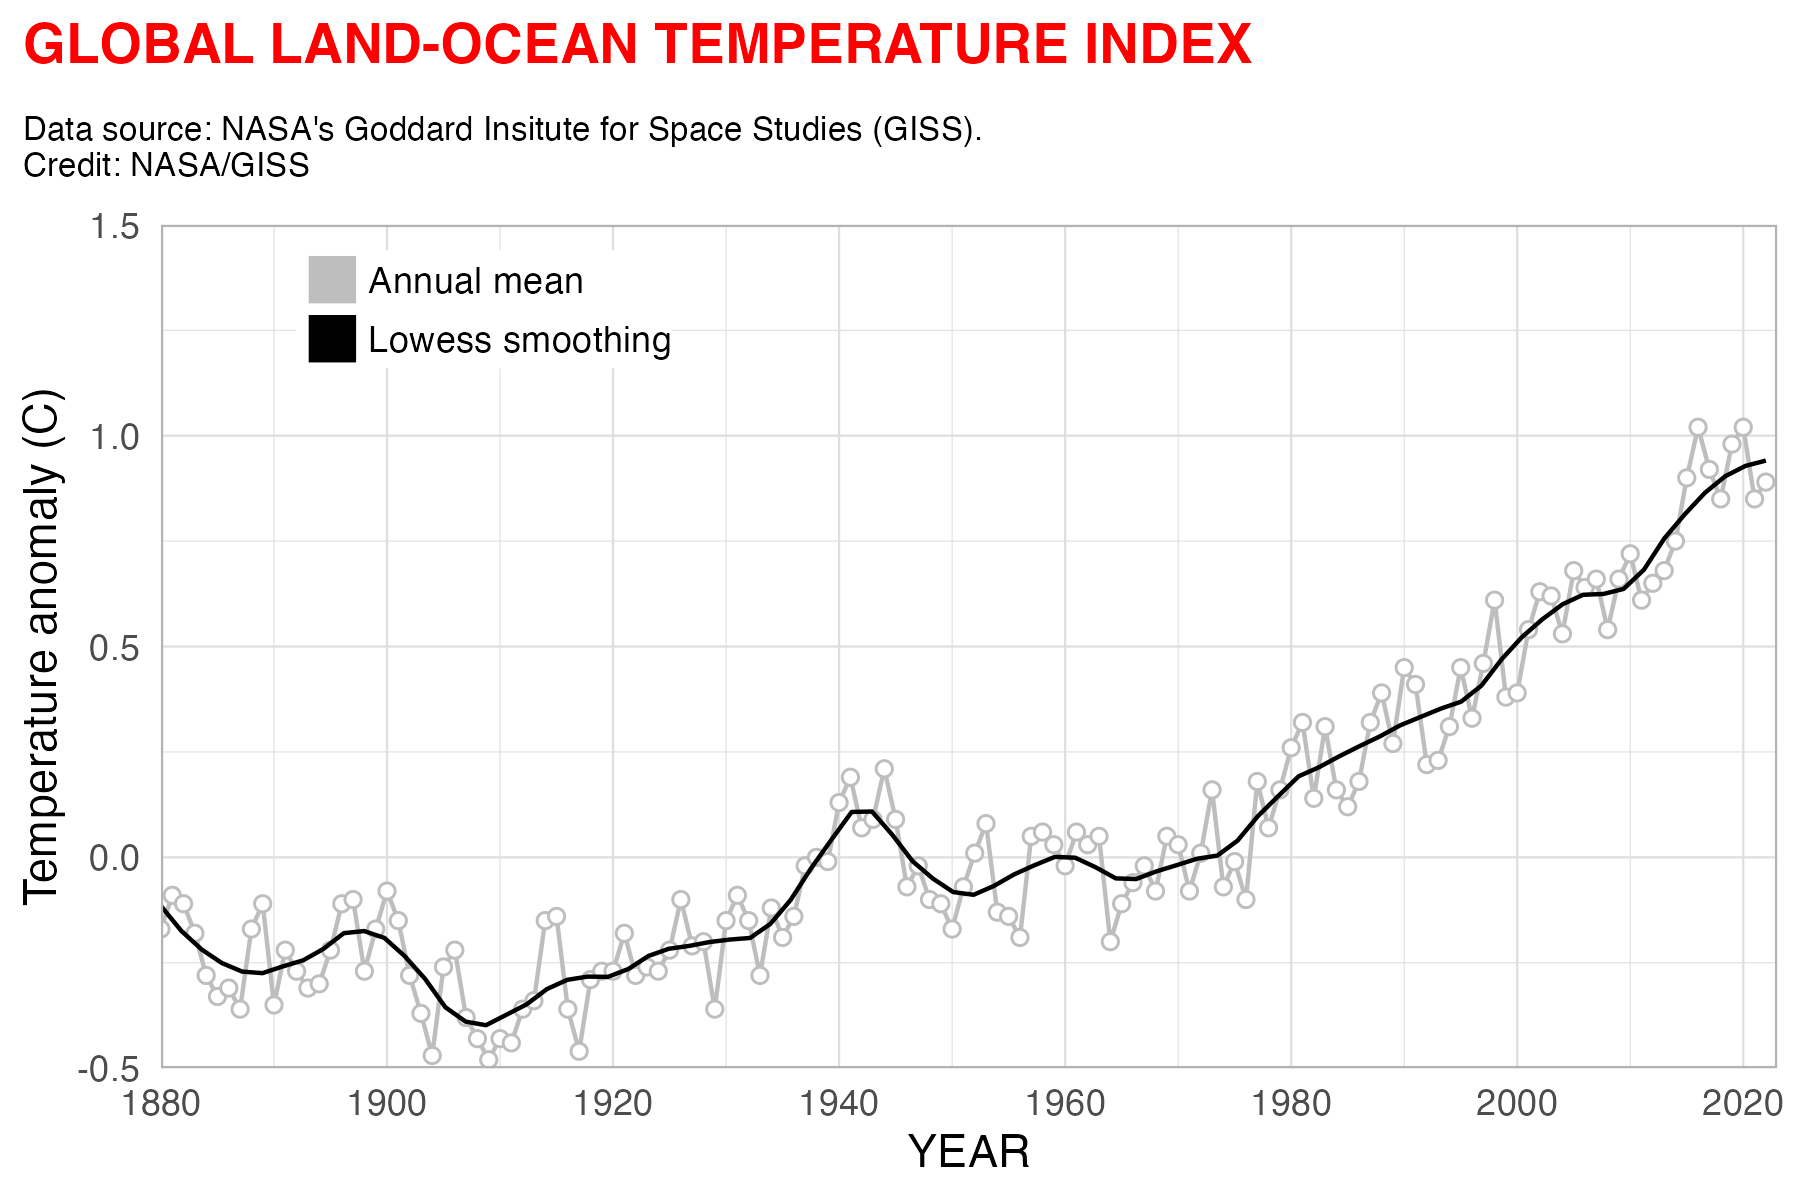 GLOBAL LAND-OCEAN TEMPERATURE INDEX
Data source: NASA's Goddard Insitute for Space Studies (GISS).
Credit: NASA/GISS
Annual mean
Lowess smoothing
Temperature anomaly (C)
1.5
1.0
0.5
0.0
-0.5
1880 1900 1920 1940 1960 1980 2000 2020
YEAR